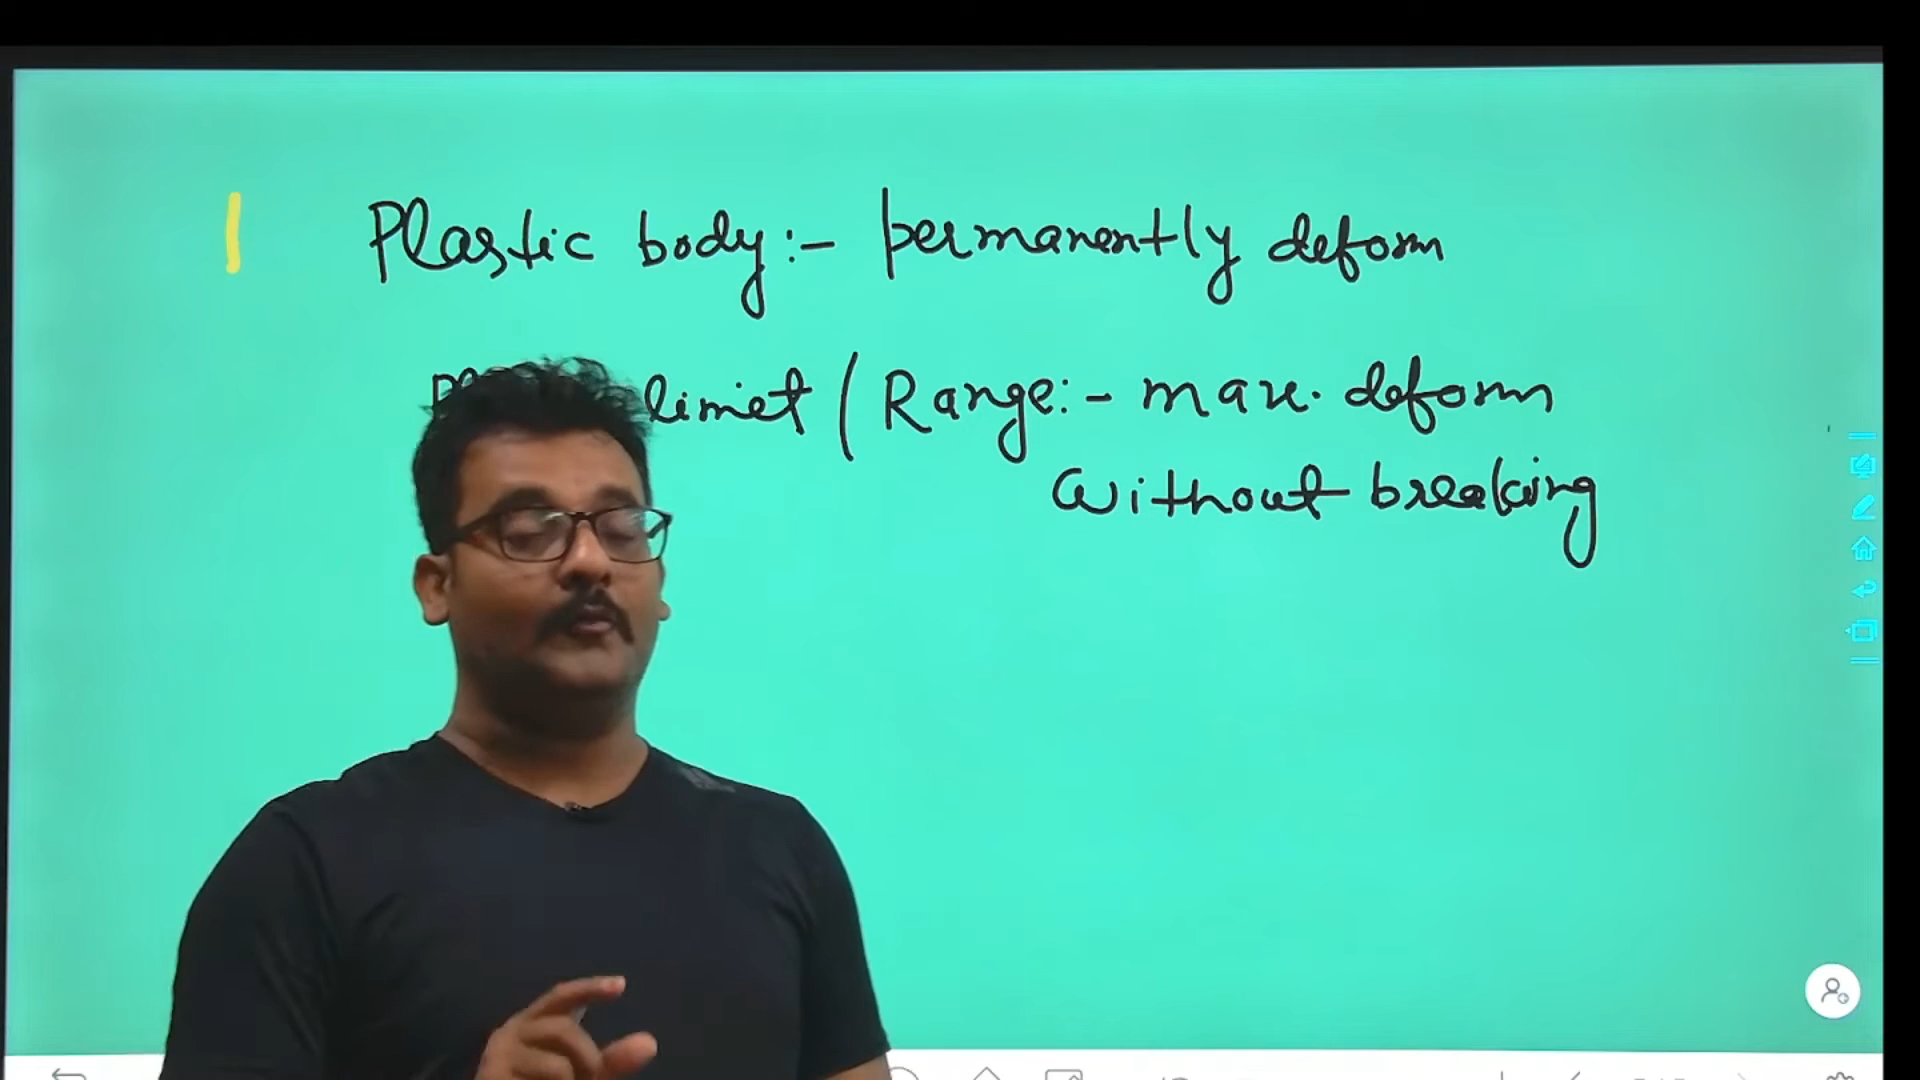 Plastic body:- permanently deform
limit / Range:- max. deform
without breaking